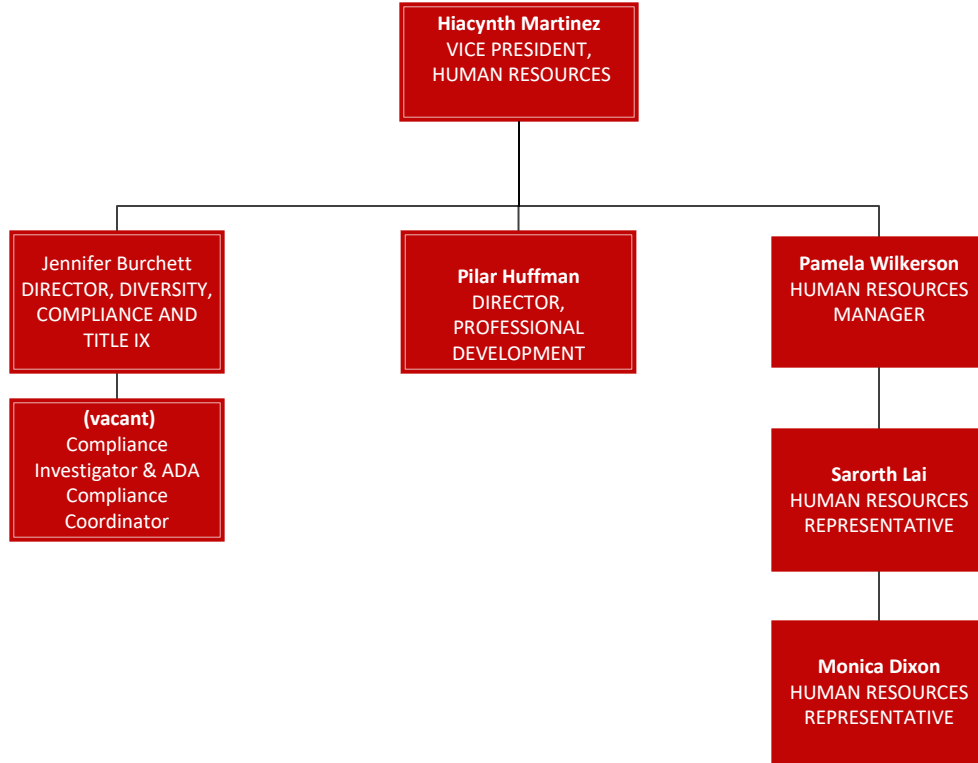 Hiacynth Martinez
VICE PRESIDENT,
HUMAN RESOURCES
Jennifer Burchett
DIRECTOR, DIVERSITY,
COMPLIANCE AND
TITLE IX
Pilar Huffman
DIRECTOR,
PROFESSIONAL
DEVELOPMENT
Pamela Wilkerson
HUMAN RESOURCES
MANAGER
(vacant)
Compliance
Investigator & ADA
Compliance
Coordinator
Sarorth Lai
HUMAN RESOURCES
REPRESENTATIVE
Monica Dixon
HUMAN RESOURCES
REPRESENTATIVE